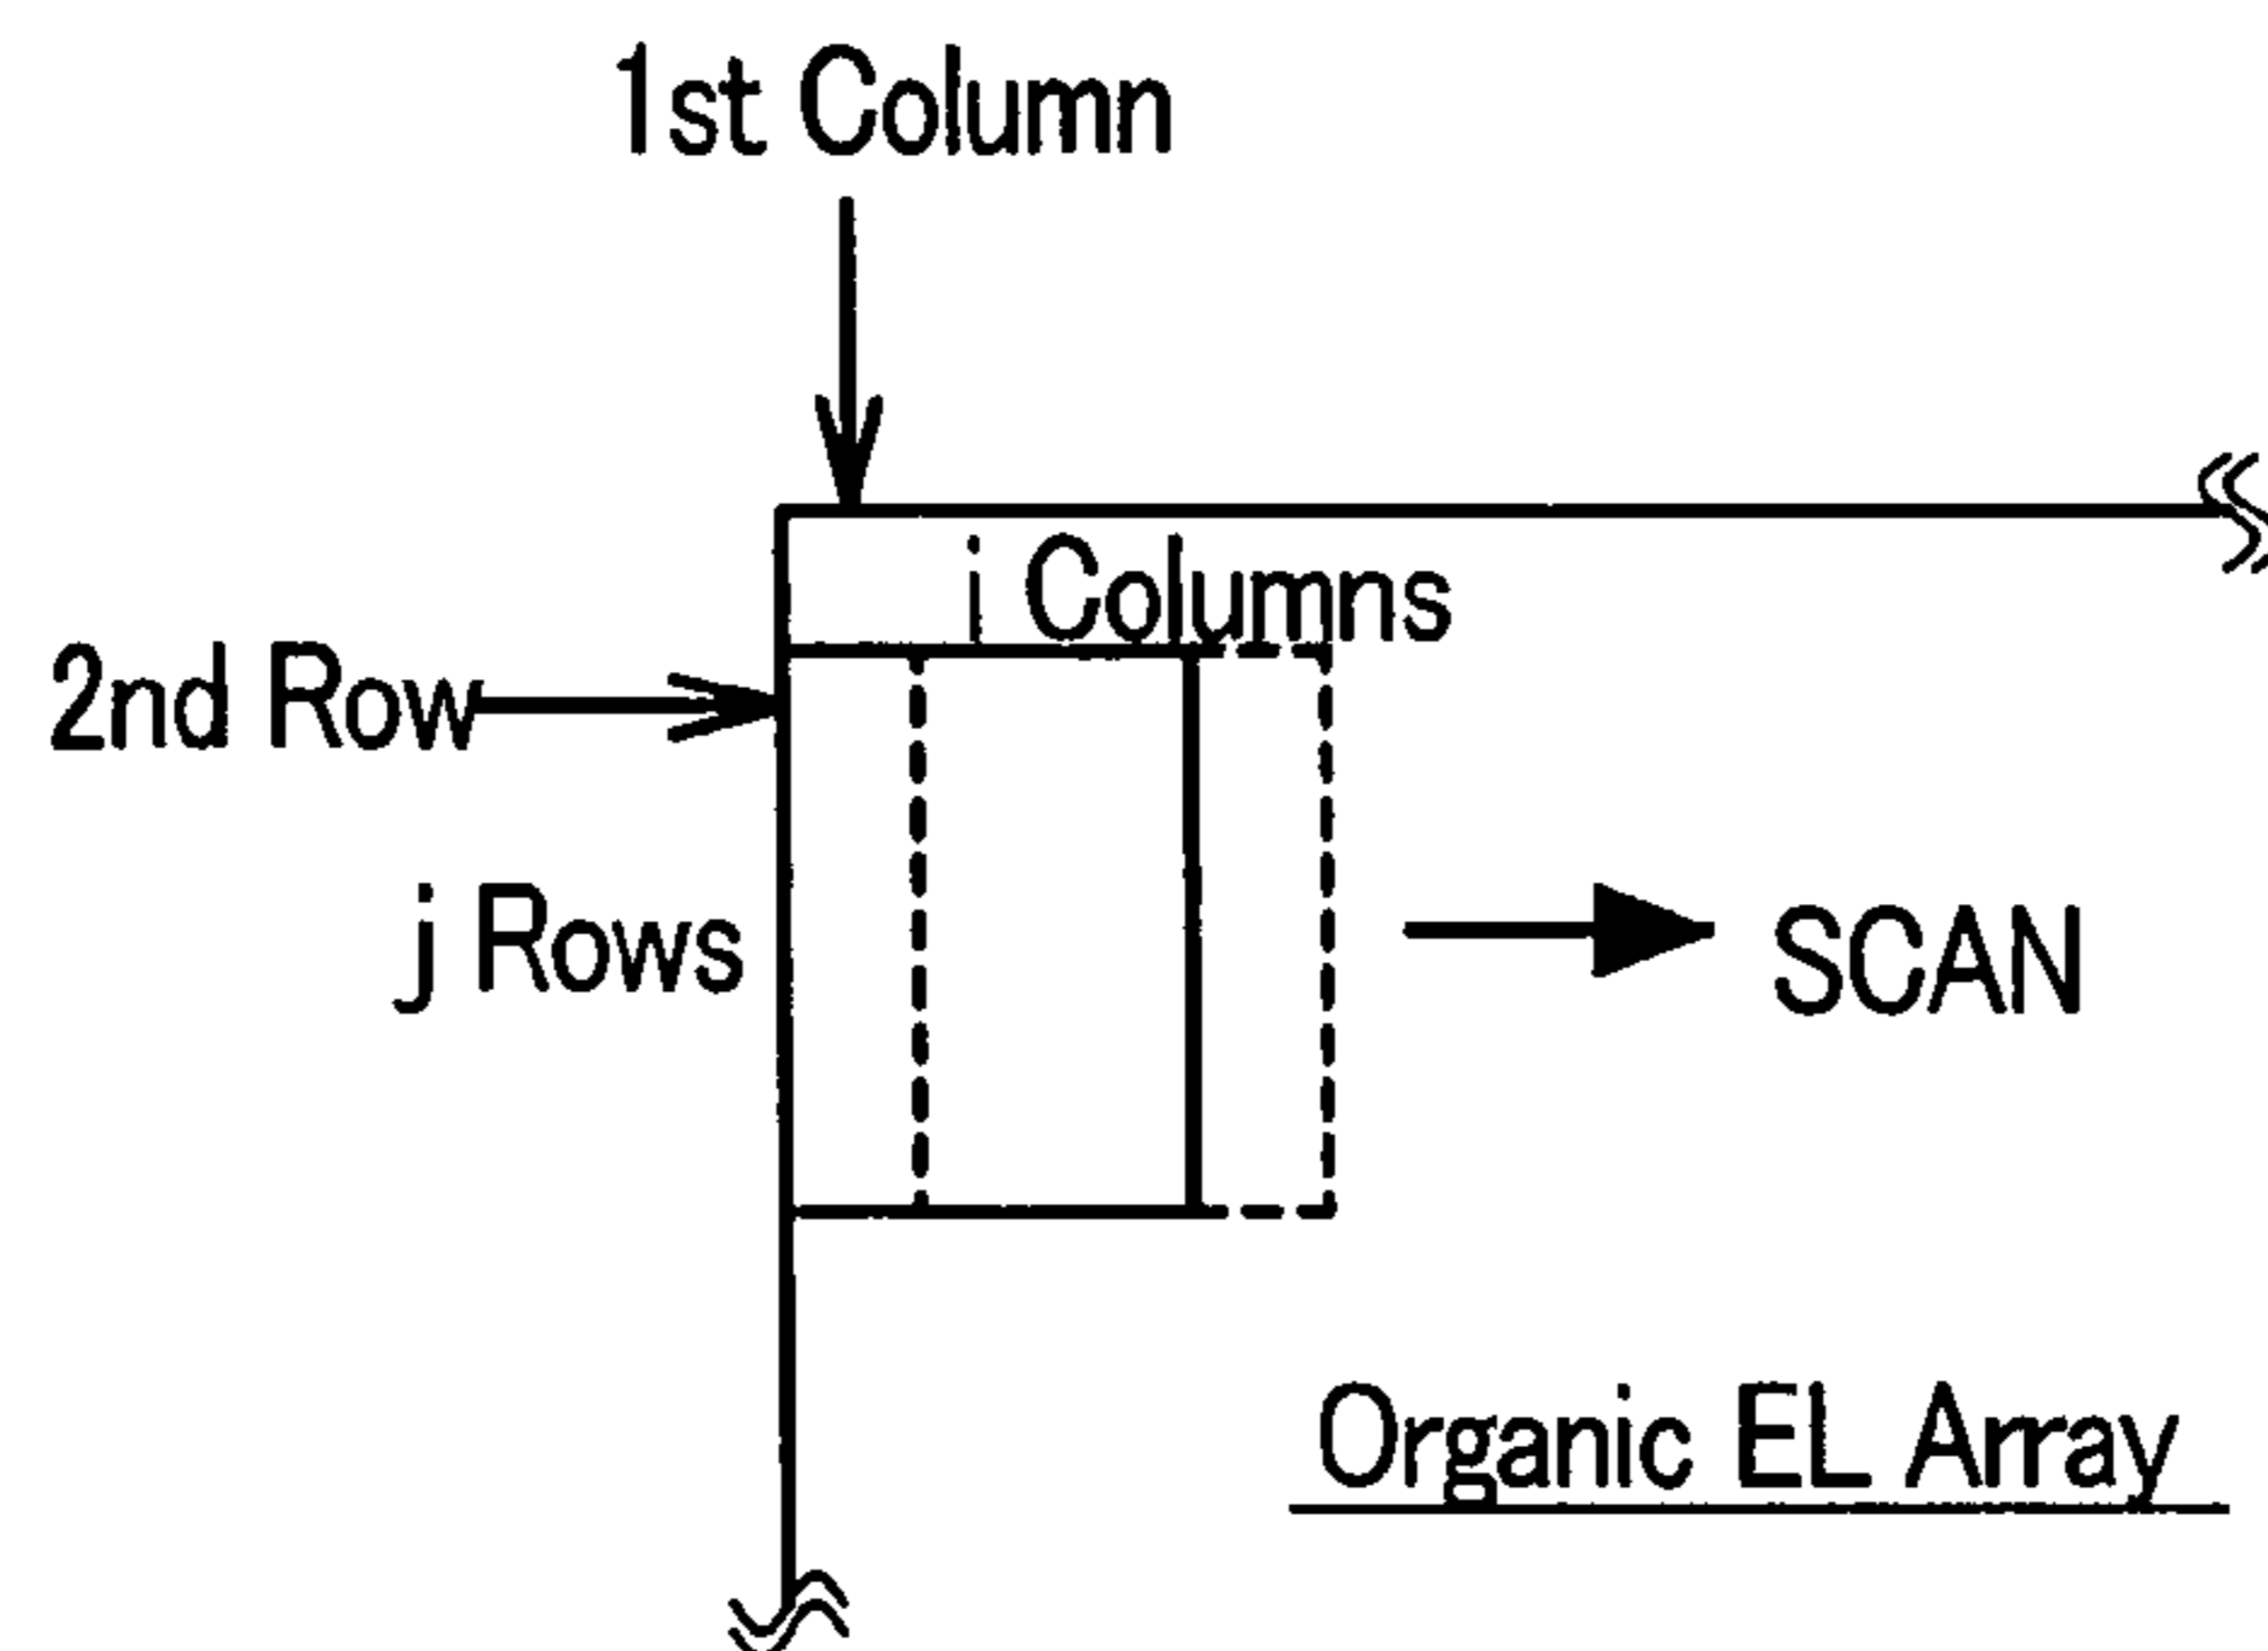 1st Column
i Columns
2nd Row
j Rows
SCAN
Organic EL Array